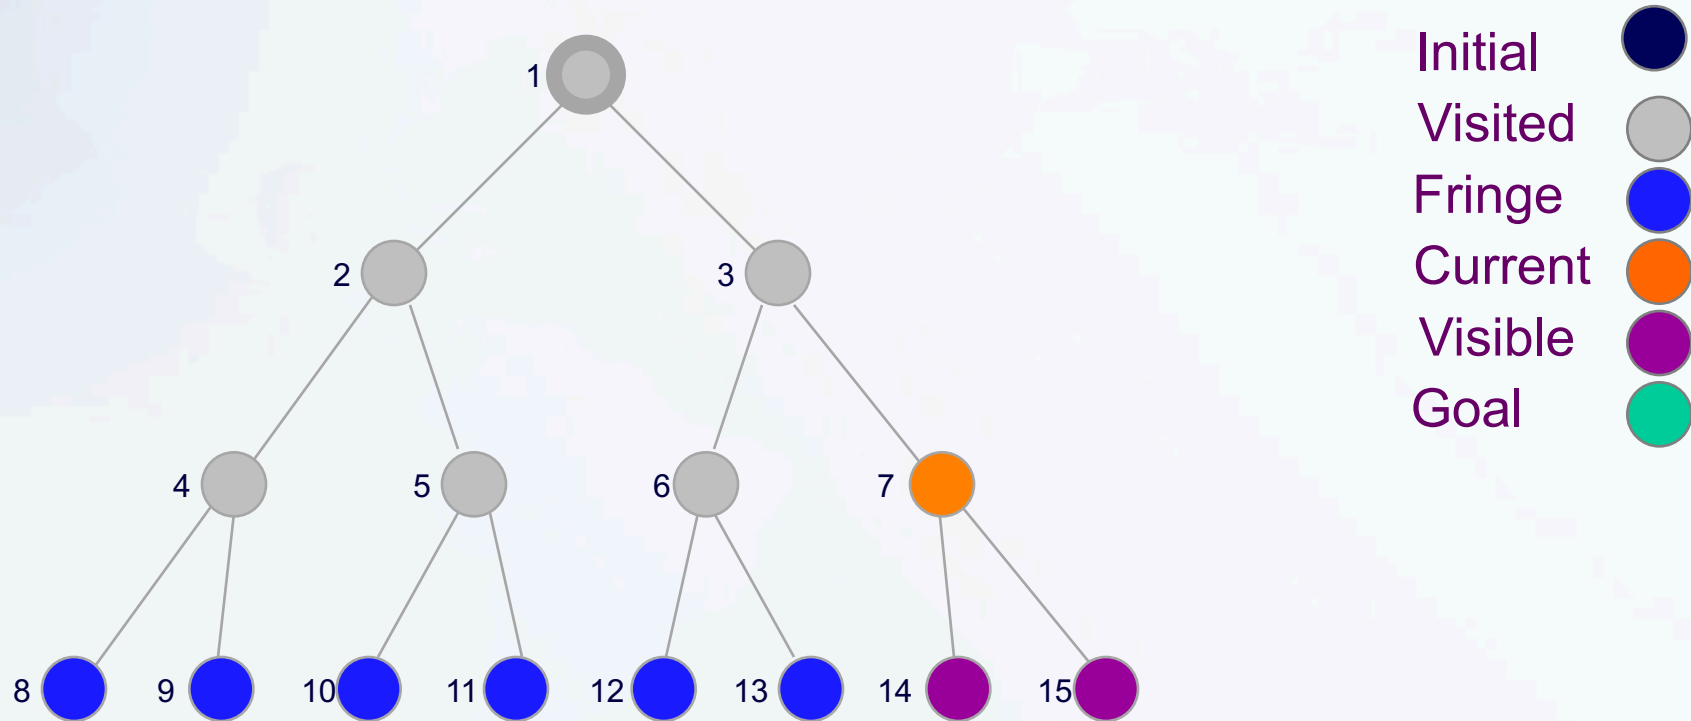 Initial
Visited
Fringe
Current
Visible
Goal
1
2 3
4 5 6 7
8 9 10 11 12 13 14 15